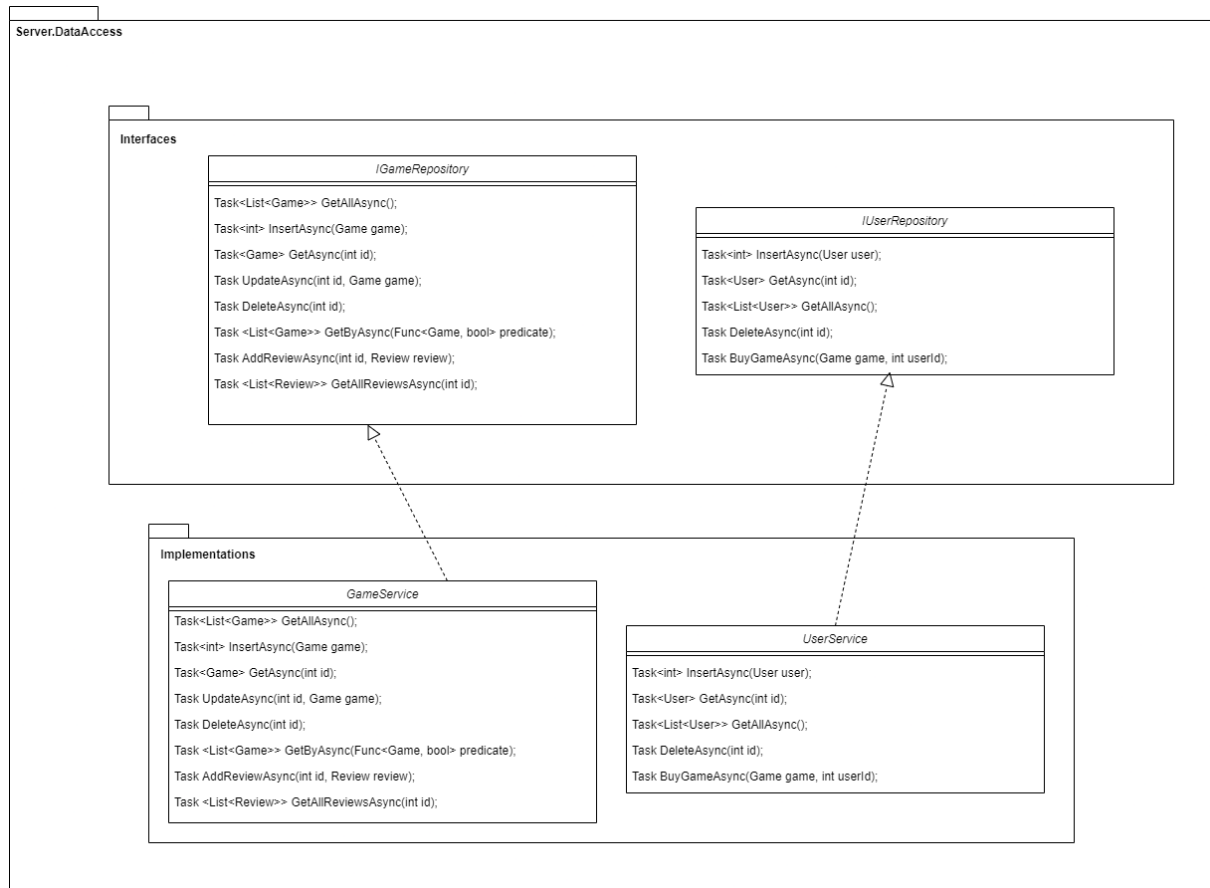 Server.DataAccess
Interfaces
IGameRepository
Task<List<Game>> GetAllAsync();
Task<int> InsertAsync(Game game);
Task<Game> GetAsync(int id);
Task UpdateAsync(int id, Game game);
Task DeleteAsync(int id);
Task <List<Game>> GetByAsync(Func<Game, bool> predicate);
Task AddReviewAsync(int id, Review review);
Task <List<Review>> GetAllReviewsAsync(int id);
IUserRepository
Task<int> InsertAsync(User user);
Task<User> GetAsync(int id);
Task<List<User>> GetAllAsync();
Task DeleteAsync(int id);
Task BuyGameAsync(Game game, int userId);
Implementations
GameService
Task<List<Game>> GetAllAsync();
Task<int> InsertAsync(Game game);
Task<Game> GetAsync(int id);
Task UpdateAsync(int id, Game game);
Task DeleteAsync(int id);
Task <List<Game>> GetByAsync(Func<Game, bool> predicate);
Task AddReviewAsync(int id, Review review);
Task <List<Review>> GetAllReviewsAsync(int id);
UserService
Task<int> InsertAsync(User user);
Task<User> GetAsync(int id);
Task<List<User>> GetAllAsync();
Task DeleteAsync(int id);
Task BuyGameAsync(Game game, int userId);